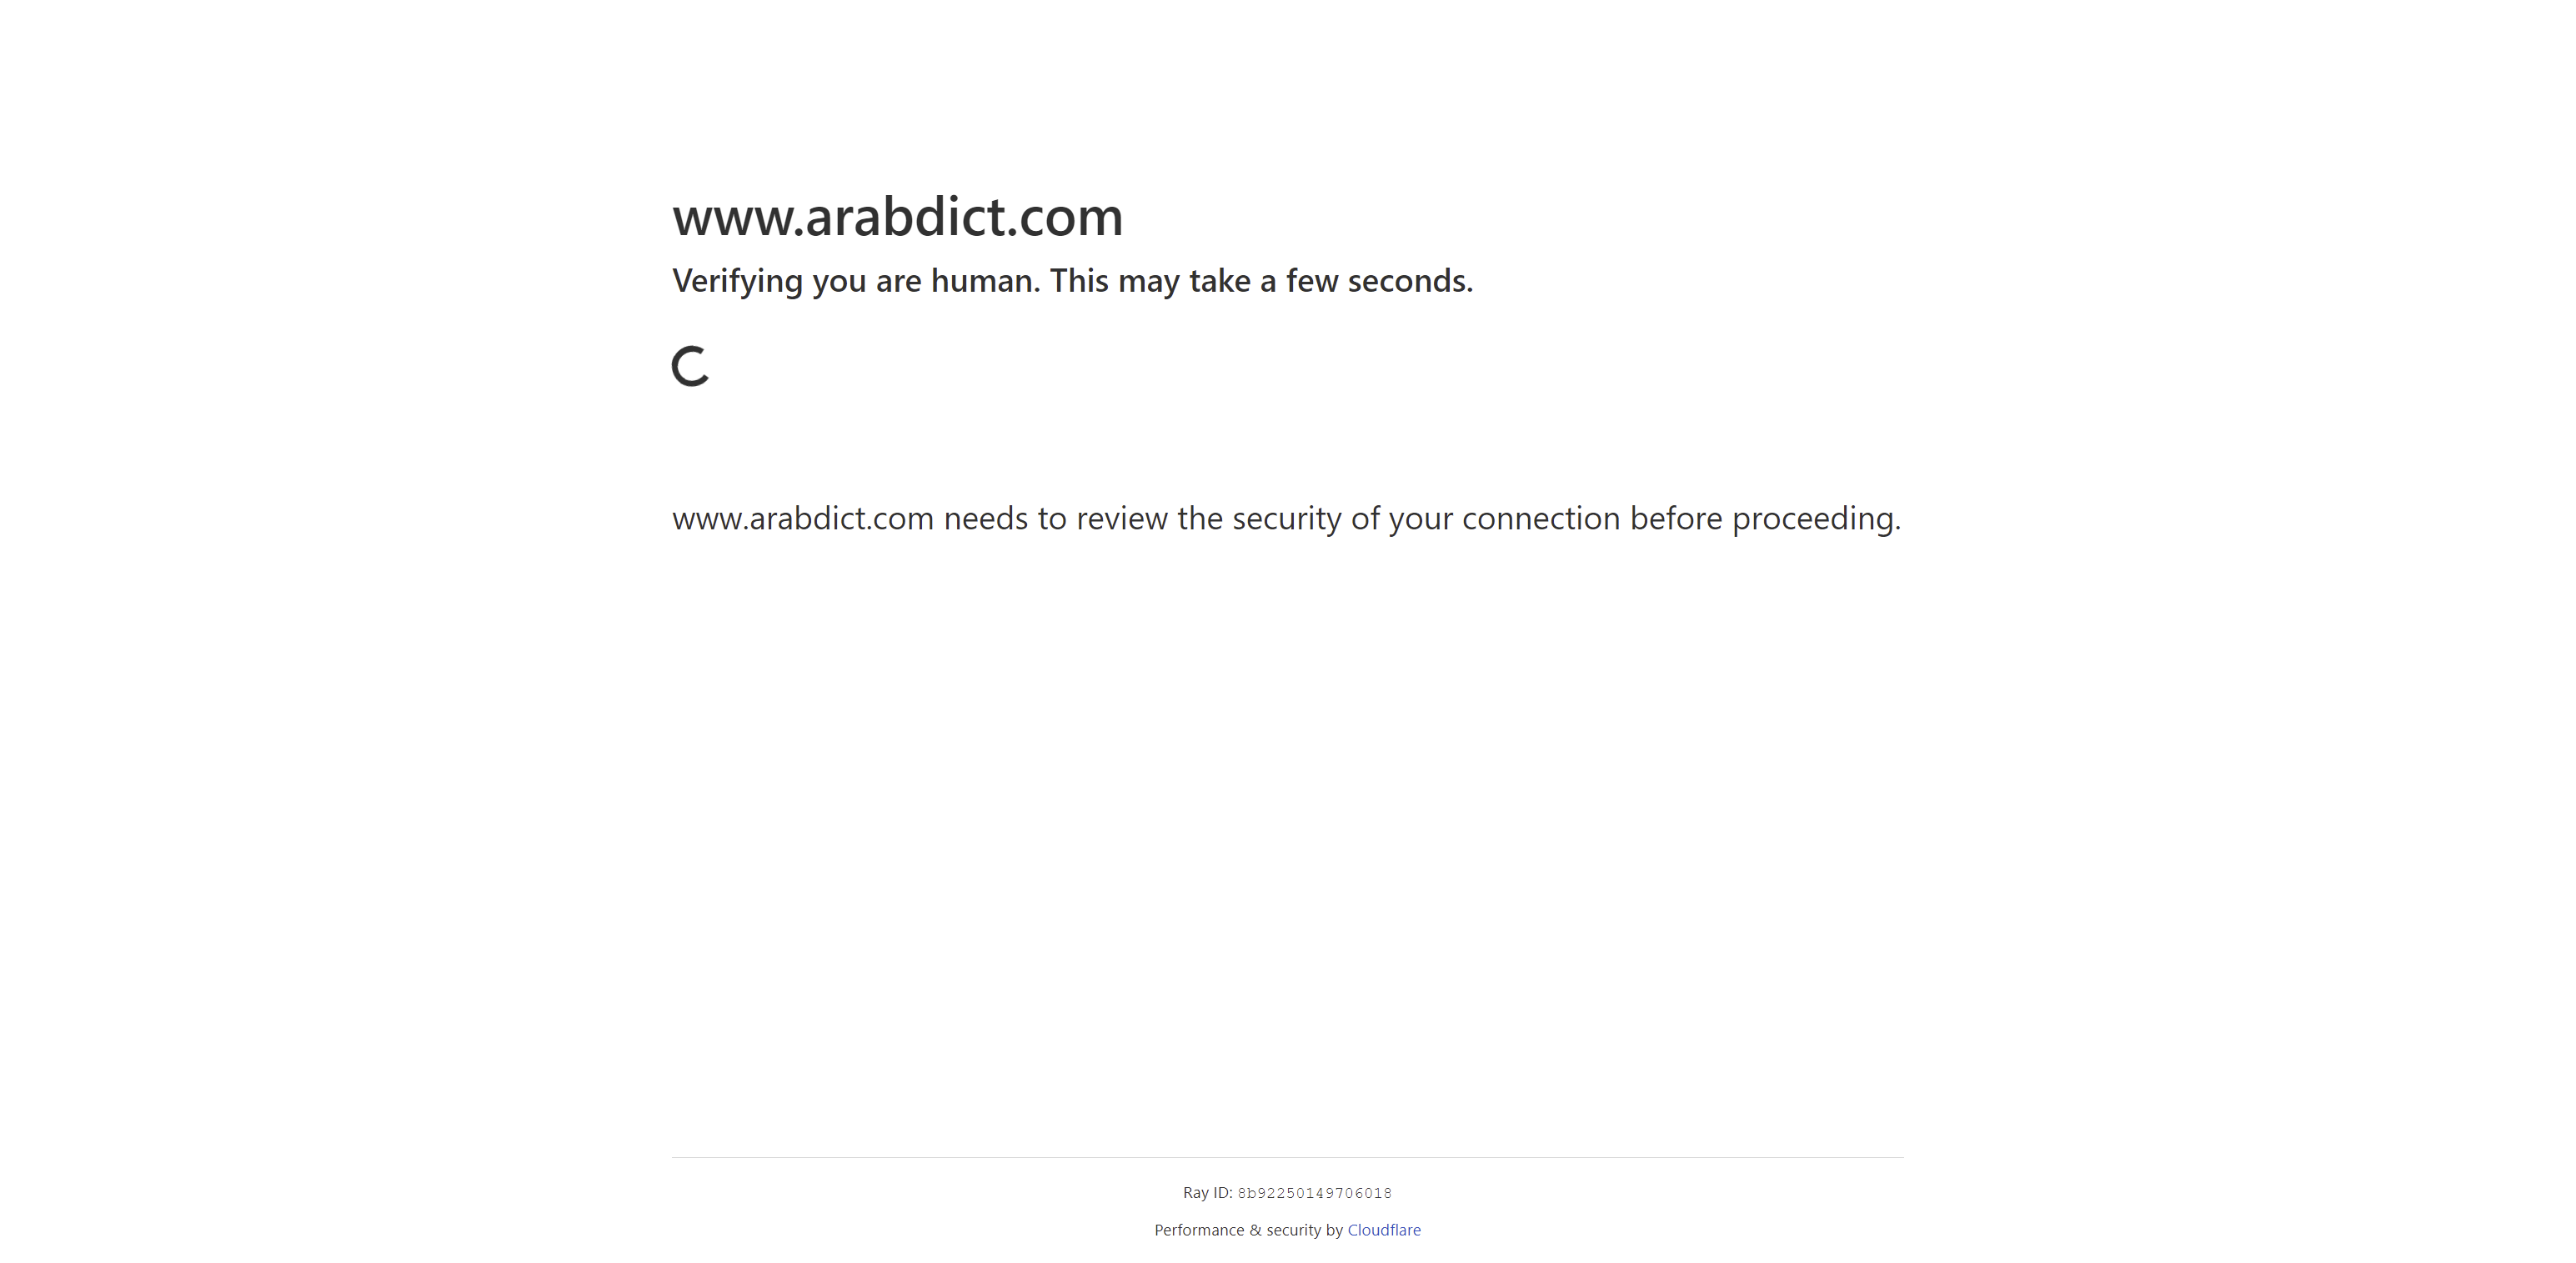 www.arabdict.com
Verifying you are human. This may take a few seconds.
www.arabdict.com needs to review the security of your connection before proceeding.
Ray ID: 8b92250149706018
Performance & security by Cloudflare